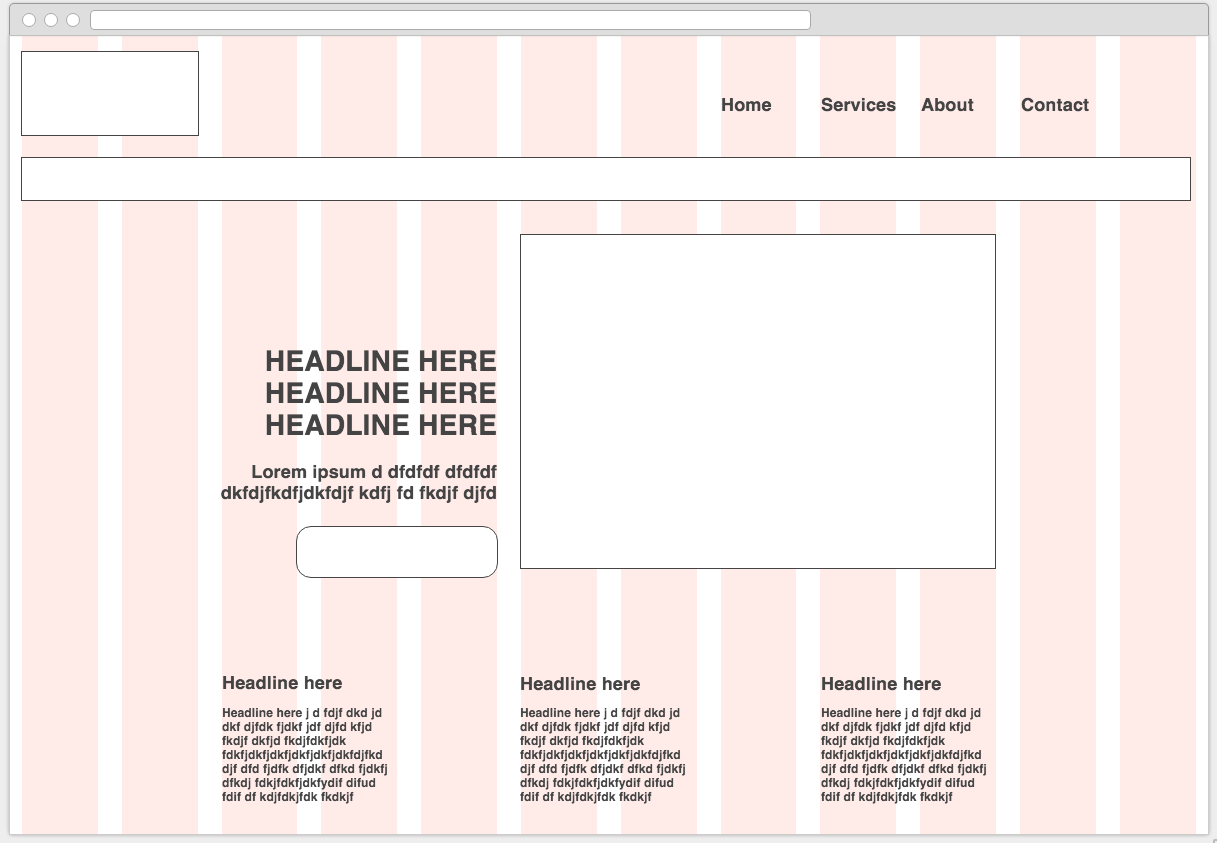 Home Services About Contact
HEADLINE HERE
HEADLINE HERE
HEADLINE HERE
Lorem ipsum d dfdfdf dfdfdf
dkfdjfkdfjdkfdjf kdfj fd fkdjf djfd
Headline here
Headline here j d fdjf dkd jd
dkf djfdk fjdkf jdf djfd kfjd
fkdjf dkfjd fkdjfdkfjdk
fdkfjdkfjdkfjdkfjdkfjdkfdjfkd
djf dfd fjdfk dfjdkf dfkd fjdkfj
dfkdj fdkjfdkfjdkfydif difud
fdif df kdjfdkjfdk fkdkjf
Headline here
Headline here j d fdjf dkd jd
dkf djfdk fjdkf jdf djfd kfjd
fkdjf dkfjd fkdjfdkfjdk
fdkfjdkfjdkfjdkfjdkfjdkfdjfkd
djf dfd fjdfk dfjdkf dfkd fjdkfj
dfkdj fdkjfdkfjdkfydif difud
fdif df kdjfdkjfdk fkdkjf
Headline here
Headline here j d fdjf dkd jd
dkf djfdk fjdkf jdf djfd kfjd
fkdjf dkfjd fkdjfdkfjdk
fdkfjdkfjdkfjdkfjdkfjdkfdjfkd
djf dfd fjdfk dfjdkf dfkd fjdkfj
dfkdj fdkjfdkfjdkfydif difud
fdif df kdjfdkjfdk fkdkjf